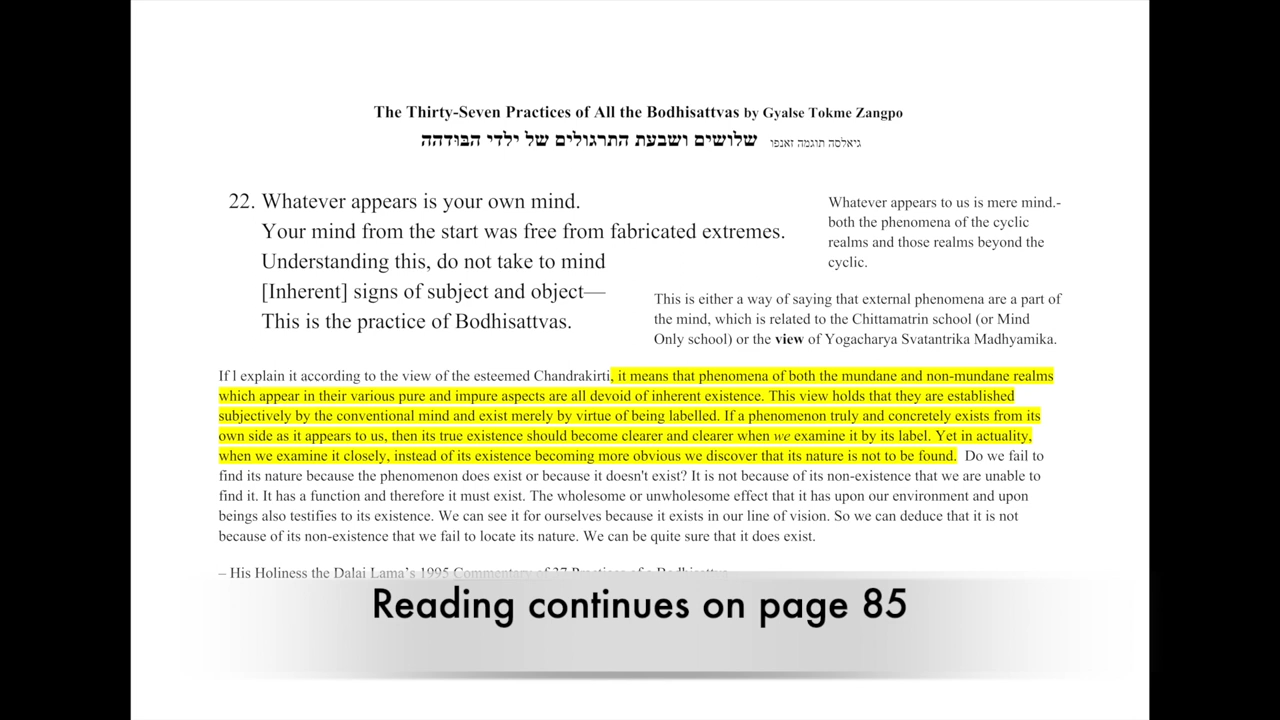 The Thirty-Seven Practices of All the Bodhisattvas by Gyalse Tokme Zangpo
שלושים ושבעת התרגולים של ילדי הבּוּדהה גיאלסה תוגמה זאנפו
22. Whatever appears is your own mind.
Your mind from the start was free from fabricated extremes.
Understanding this, do not take to mind
[Inherent] signs of subject and object—
This is the practice of Bodhisattvas.
Whatever appears to us is mere mind.-
both the phenomena of the cyclic
realms and those realms beyond the
cyclic.
This is either a way of saying that external phenomena are a part of
the mind, which is related to the Chittamatrin school (or Mind
Only school) or the view of Yogacharya Svatantrika Madhyamika.
If l explain it according to the view of the esteemed Chandrakirti, it means that phenomena of both the mundane and non-mundane realms
which appear in their various pure and impure aspects are all devoid of inherent existence. This view holds that they are established
subjectively by the conventional mind and exist merely by virtue of being labelled. If a phenomenon truly and concretely exists from its
own side as it appears to us, then its true existence should become clearer and clearer when we examine it by its label. Yet in actuality,
when we examine it closely, instead of its existence becoming more obvious we discover that its nature is not to be found. Do we fail to
find its nature because the phenomenon does exist or because it doesn't exist? It is not because of its non-existence that we are unable to
find it. It has a function and therefore it must exist. The wholesome or unwholesome effect that it has upon our environment and upon
beings also testifies to its existence. We can see it for ourselves because it exists in our line of vision. So we can deduce that it is not
because of its non-existence that we fail to locate its nature. We can be quite sure that it does exist.
– His Holiness the Dalai Lama's 1995 Commentary of 37 Practices of a Bodhisattva
Reading continues on page 85